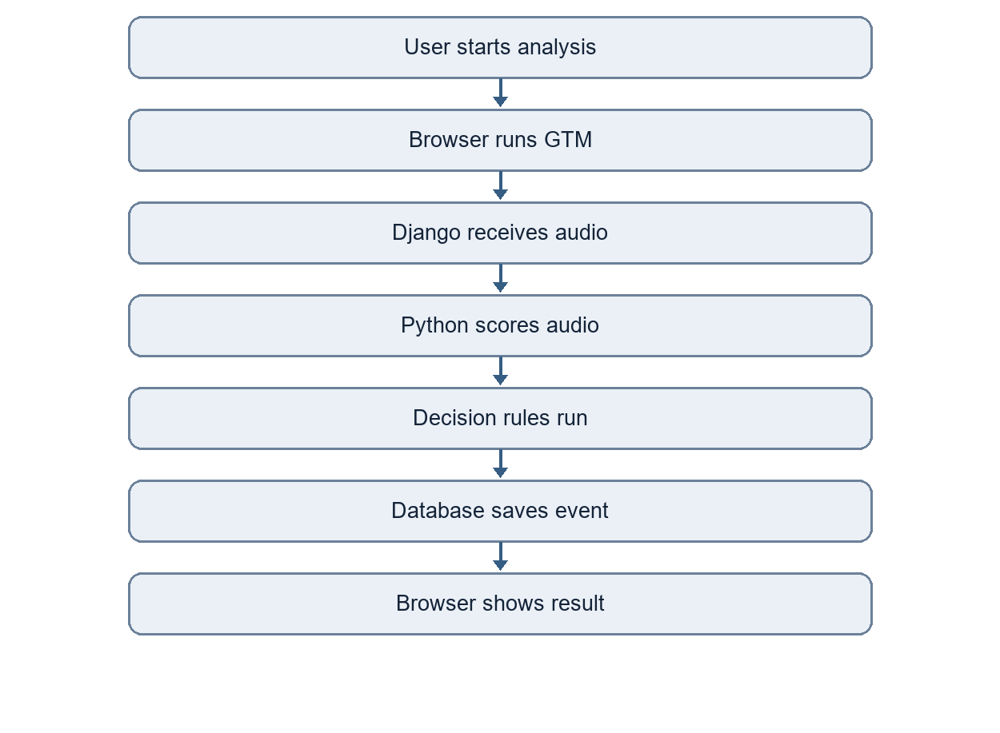 User starts analysis
Browser runs GTM
Django receives audio
Python scores audio
Decision rules run
Database saves event
Browser shows result